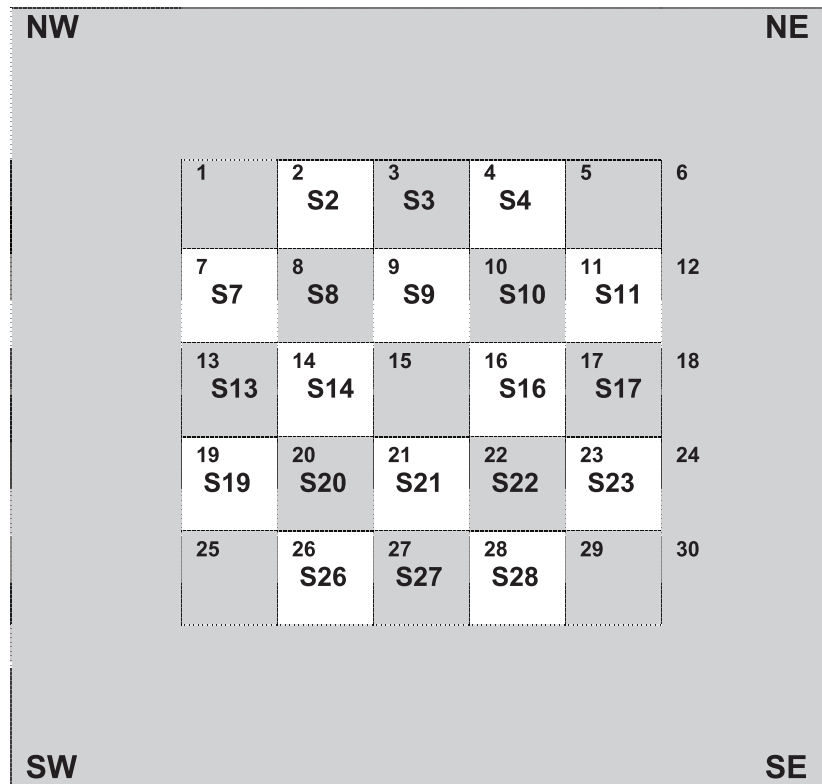 NW NE
1 2 3 4 5 6
S2 S3 S4
7 8 9 10 11 12
S7 S8 S9 S10 S11
13 14 15 16 17 18
S13 S14 S16 S17
19 20 21 22 23 24
S19 S20 S21 S22 S23
25 26 27 28 29 30
S26 S27 S28
SW SE